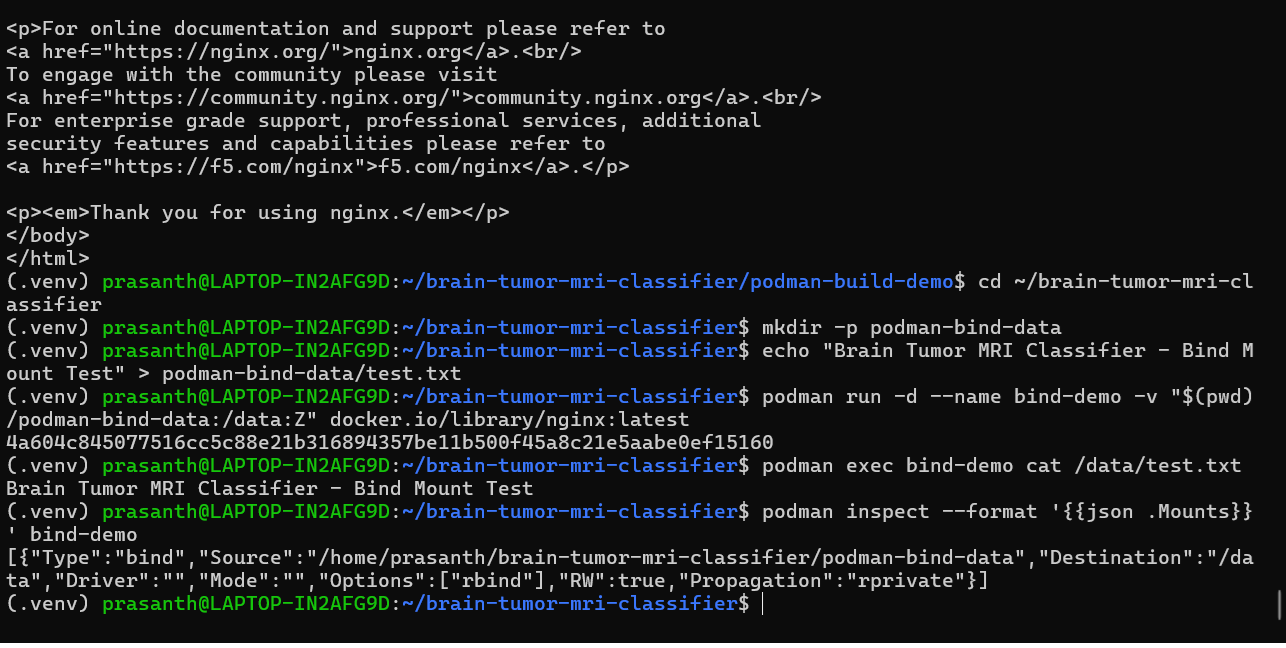 <p>For online documentation and support please refer to
<a href="https://nginx.org/">nginx.org</a>.<br/>
To engage with the community please visit
<a href="https://community.nginx.org/">community.nginx.org</a>.<br/>
For enterprise grade support, professional services, additional
security features and capabilities please refer to
<a href="https://f5.com/nginx">f5.com/nginx</a>.</p>

<p><em>Thank you for using nginx.</em></p>
</body>
</html>
(.venv) prasanth@LAPTOP-IN2AFG9D:~/brain-tumor-mri-classifier/podman-build-demo$ cd ~/brain-tumor-mri-cl
assifier
(.venv) prasanth@LAPTOP-IN2AFG9D:~/brain-tumor-mri-classifier$ mkdir -p podman-bind-data
(.venv) prasanth@LAPTOP-IN2AFG9D:~/brain-tumor-mri-classifier$ echo "Brain Tumor MRI Classifier - Bind M
ount Test" > podman-bind-data/test.txt
(.venv) prasanth@LAPTOP-IN2AFG9D:~/brain-tumor-mri-classifier$ podman run -d --name bind-demo -v "$(pwd)
/podman-bind-data:/data:Z" docker.io/library/nginx:latest
4a604c845077516cc5c88e21b316894357be11b500f45a8c21e5aabe0ef15160
(.venv) prasanth@LAPTOP-IN2AFG9D:~/brain-tumor-mri-classifier$ podman exec bind-demo cat /data/test.txt
Brain Tumor MRI Classifier - Bind Mount Test
(.venv) prasanth@LAPTOP-IN2AFG9D:~/brain-tumor-mri-classifier$ podman inspect --format '{{json .Mounts}}
' bind-demo
[{"Type":"bind","Source":"/home/prasanth/brain-tumor-mri-classifier/podman-bind-data","Destination":"/da
ta","Driver":"","Mode":"","Options":["rbind"],"RW":true,"Propagation":"rprivate"}]
(.venv) prasanth@LAPTOP-IN2AFG9D:~/brain-tumor-mri-classifier$